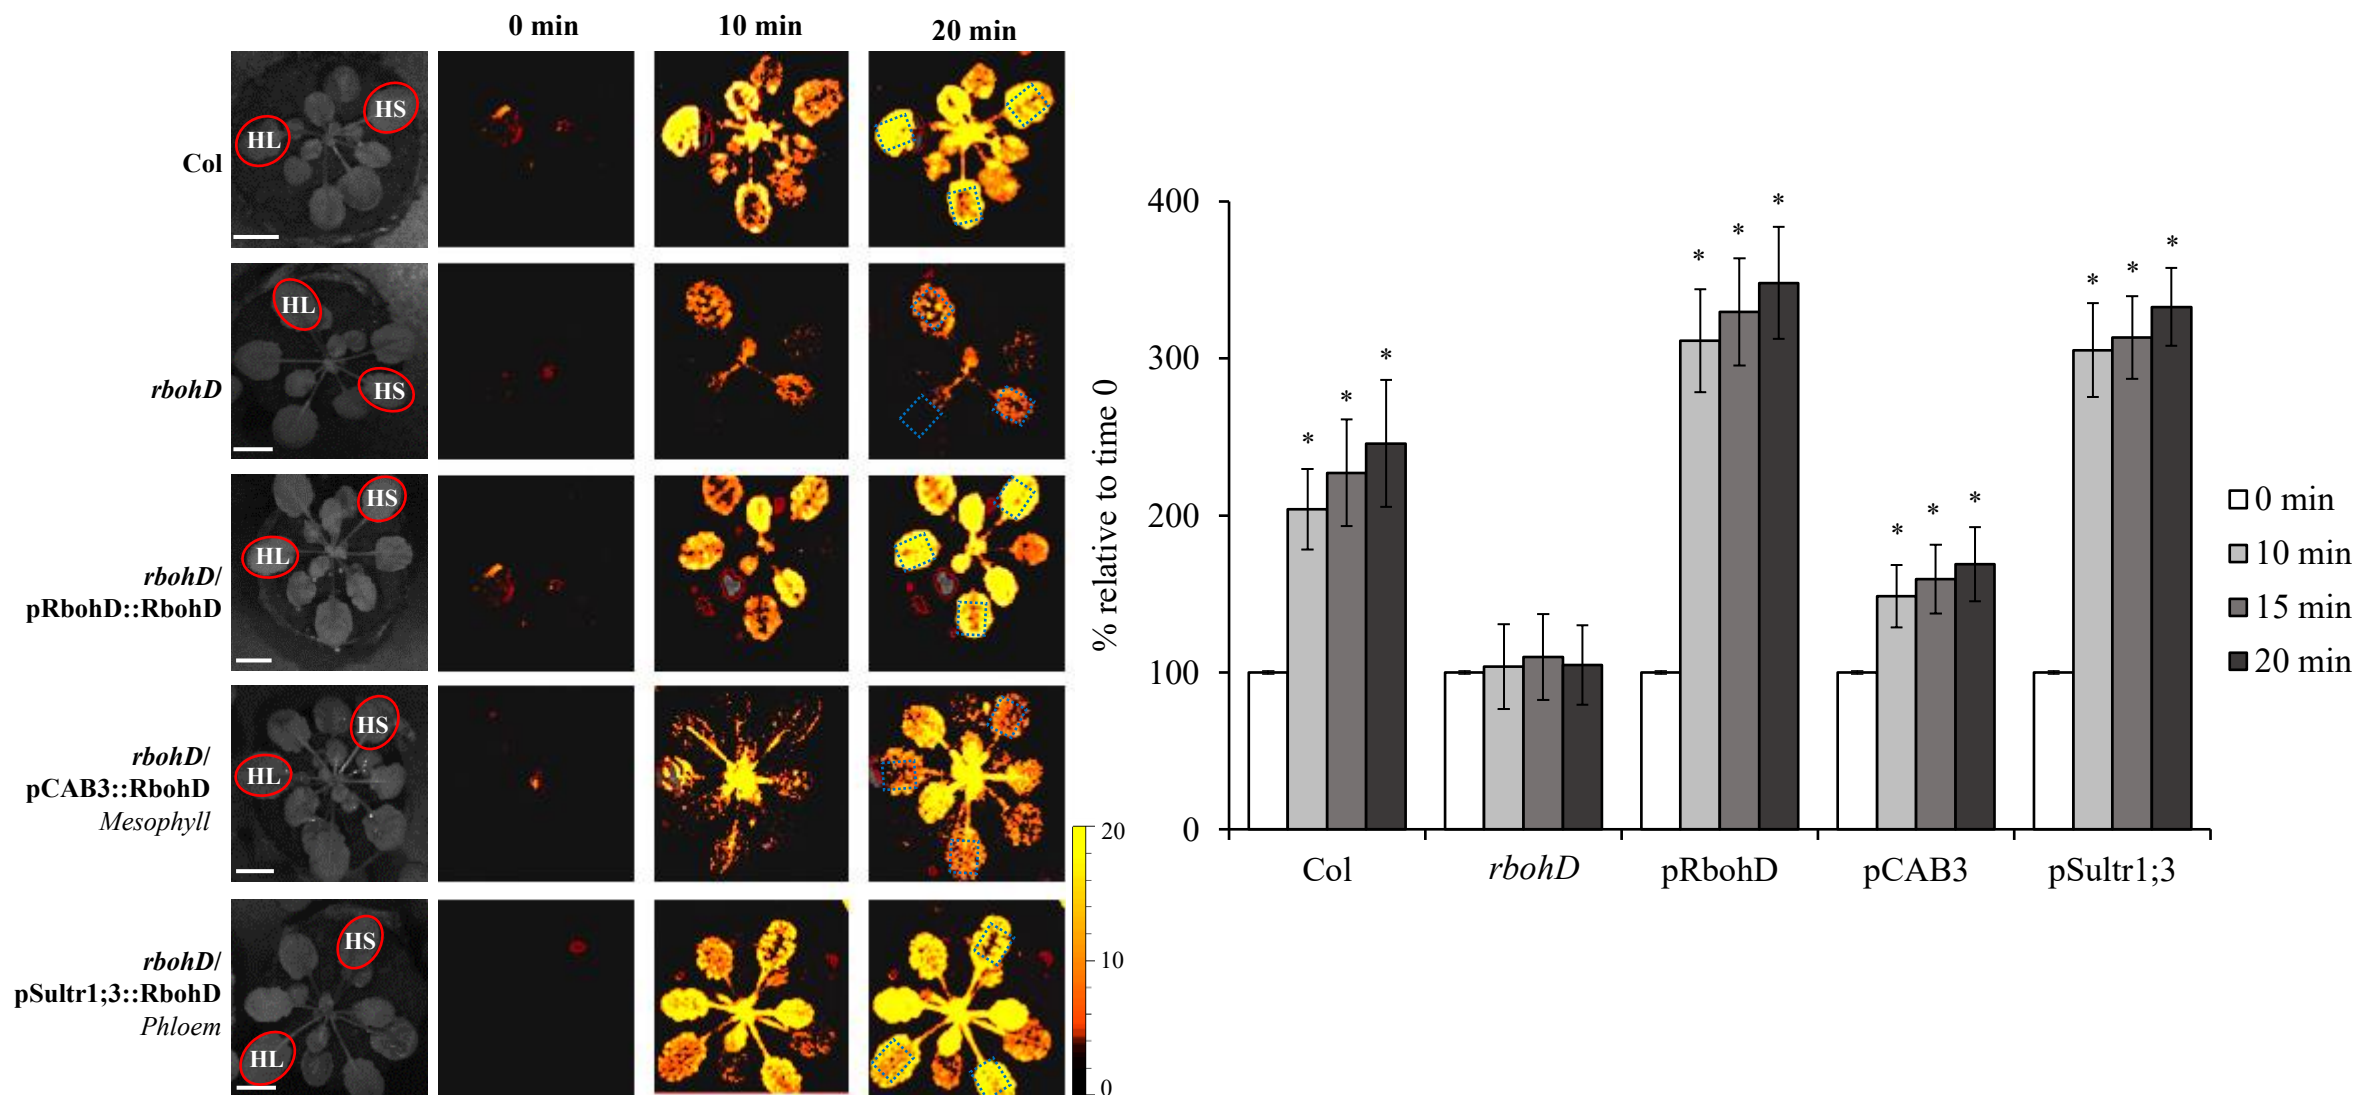 0 min
10 min
20 min
Col
HL
HS
rbohD
HL
HS
rbohD/
pRbohD::RbohD
HS
HL
rbohD/
pCAB3::RbohD
Mesophyll
HS
HL
rbohD/
pSultr1;3::RbohD
Phloem
HS
HL
20
10
0
% relative to time 0
400
300
200
100
0
* * *
* * *
* * *
* * *
Col
rbohD
pRbohD
pCAB3
pSultr1;3
0 min
10 min
15 min
20 min